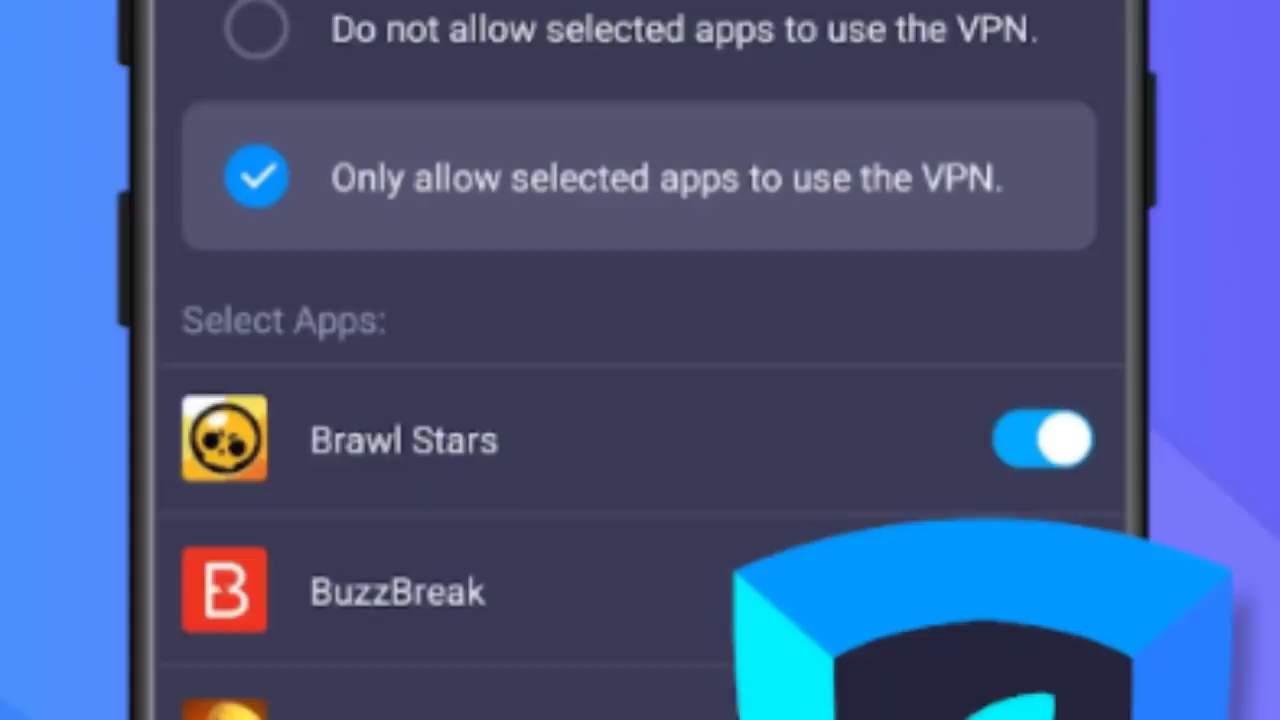 Do not allow selected apps to use the VPN.
Only allow selected apps to use the VPN.
Select Apps:
Brawl Stars
BuzzBreak